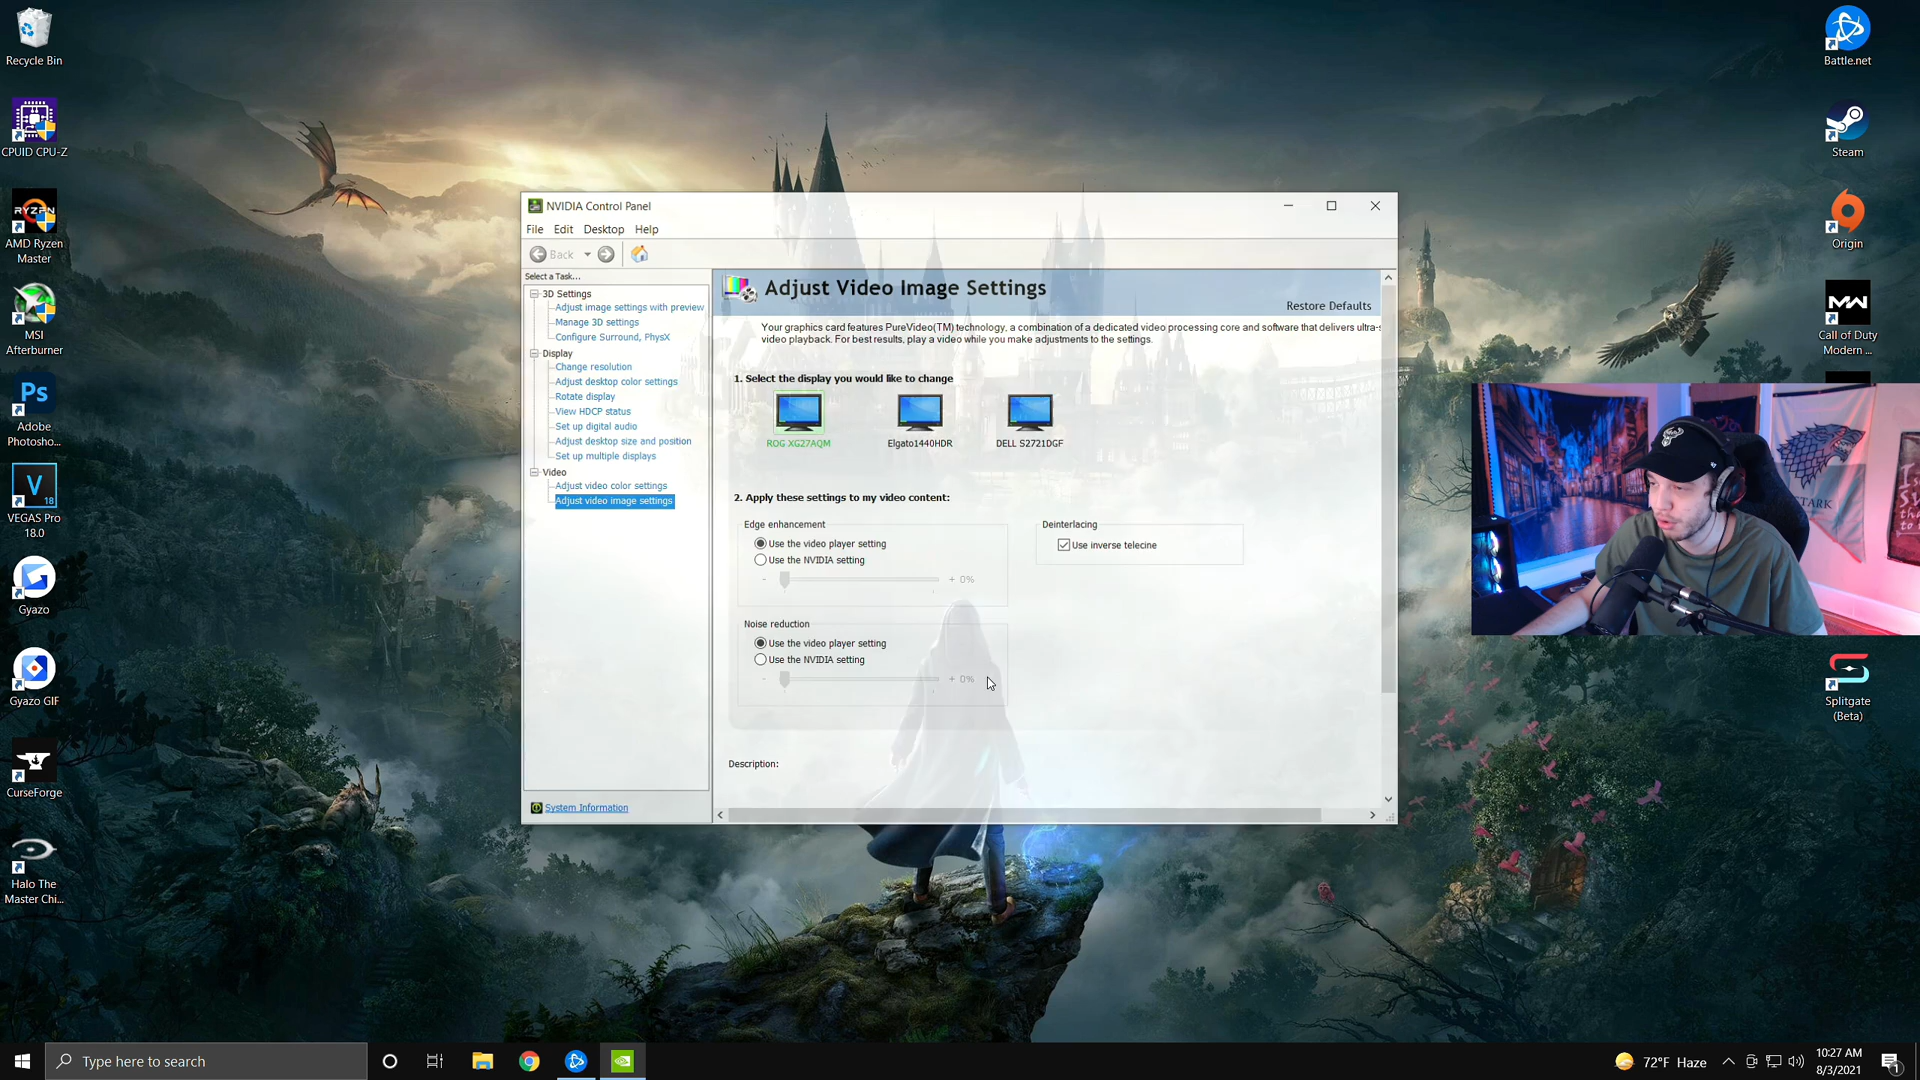 Recycle Bin
CPUID CPU-Z
RYZEN
AMD Ryzen
Master
MSI
Afterburner
Ps
Adobe
Photosho...
V
18
VEGAS Pro
18.0
Gyazo
Gyazo GIF
CurseForge
Halo The
Master Chi...
NVIDIA Control Panel
File Edit Desktop Help
Back
Select a Task...
3D Settings
Adjust image settings with preview
Manage 3D settings
Configure Surround, PhysX
Display
Change resolution
Adjust desktop color settings
Rotate display
View HDCP status
Set up digital audio
Adjust desktop size and position
Set up multiple displays
Video
Adjust video color settings
Adjust video image settings
System Information
Adjust Video Image Settings
Restore Defaults
Your graphics card features PureVideo(TM) technology, a combination of a dedicated video processing core and software that delivers ultra-s
video playback. For best results, play a video while you make adjustments to the settings.
1. Select the display you would like to change
ROG XG27AQM
Elgato1440HDR
DELL S2721DGF
2. Apply these settings to my video content:
Edge enhancement
Use the video player setting
Use the NVIDIA setting
- + 0%
Deinterlacing
Use inverse telecine
Noise reduction
Use the video player setting
Use the NVIDIA setting
- + 0%
Description:
Battle.net
Steam
Origin
MW
Call of Duty
Modern ...
STARK
Splitgate
(Beta)
Type here to search
72°F Haze
10:27 AM
8/3/2021
1